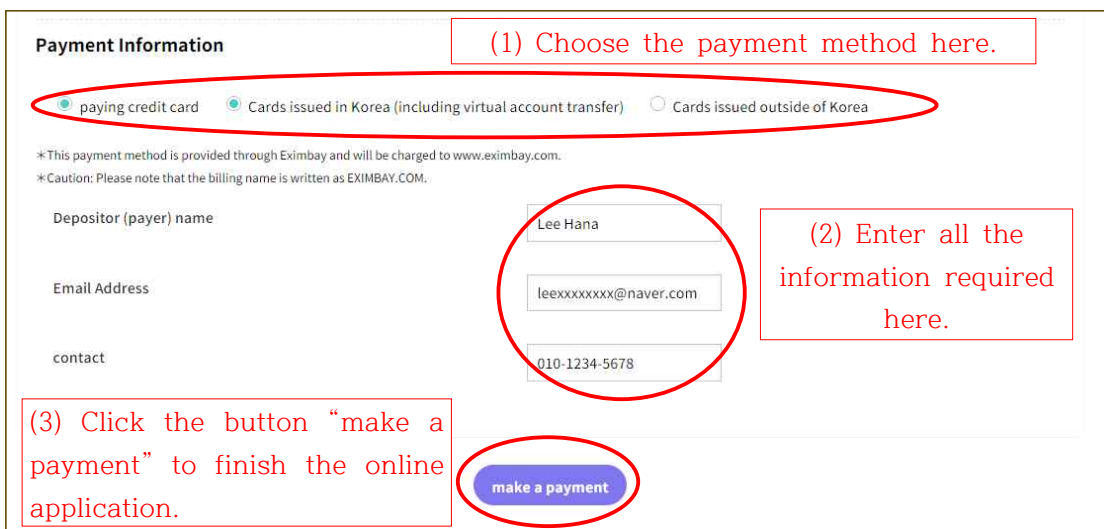 Payment Information
(1) Choose the payment method here.
paying credit card Cards issued in Korea (including virtual account transfer) Cards issued outside of Korea
*This payment method is provided through Eximbay and will be charged to www.eximbay.com.
*Caution: Please note that the billing name is written as EXIMBAY.COM.
Depositor (payer) name
Lee Hana
Email Address
leexxxxxxxx@naver.com
contact
010-1234-5678
(2) Enter all the
information required
here.
(3) Click the button “make a
payment” to finish the online
application.
make a payment